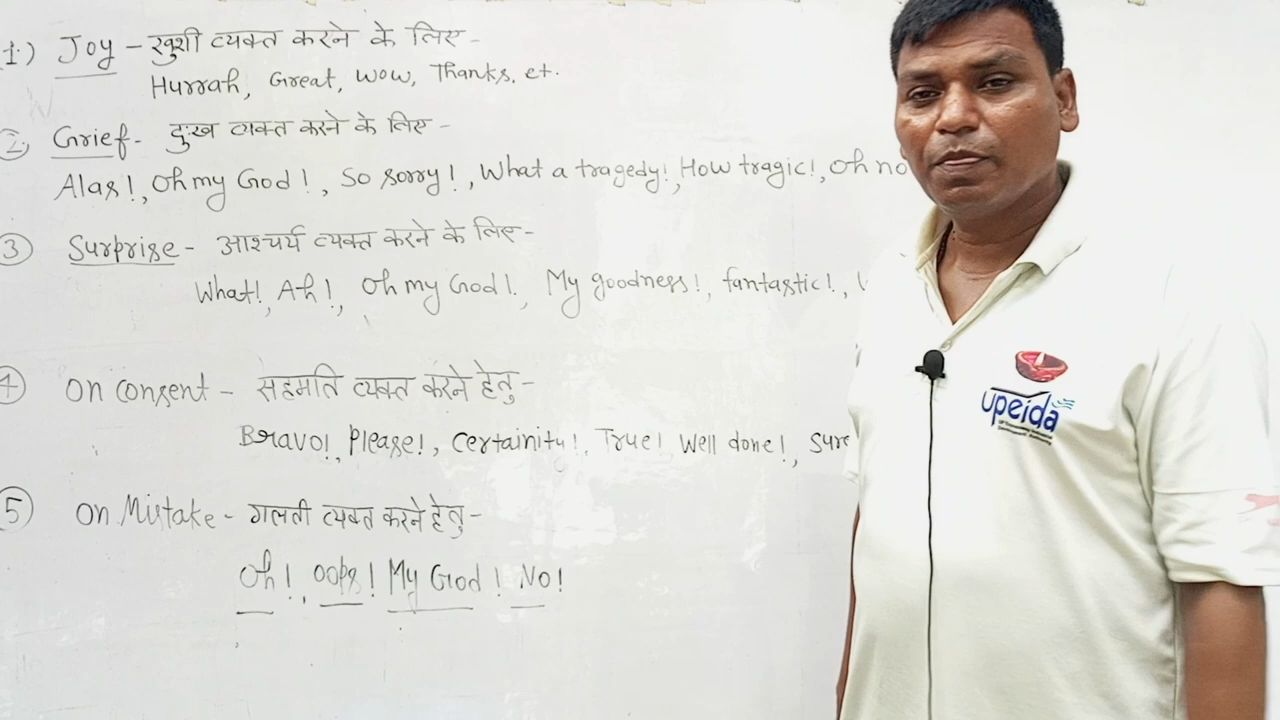 (1) Joy - खुशी व्यक्त करने के लिए -
Hurrah, Great, wow, Thanks, et.
2 Grief - दुःख व्यक्त करने के लिए -
Alas!, Oh my God!, So sorry!, What a tragedy!, How tragic!, Oh no
3 Surprise - आश्चर्य व्यक्त करने के लिए -
What!, Ah!, Oh my God!, My goodness!, fantastic!,
4 On Consent - सहमति व्यक्त करने हेतु -
Bravo!, Please!, Certainity!, True! Well done!, Sure
5 On Mistake - गलती व्यक्त करने हेतु -
Oh!, oops! My God! No!
upeida